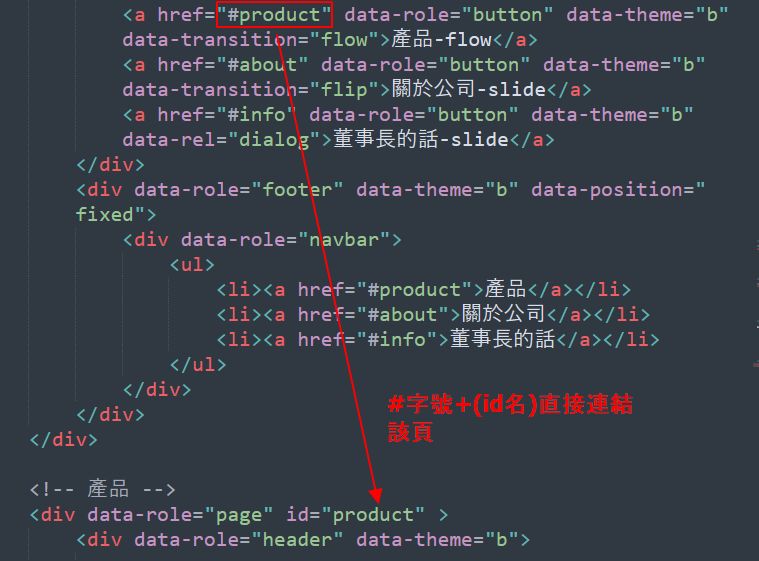 <a href="#product" data-role="button" data-theme="b"
data-transition="flow">產品-flow</a>
<a href="#about" data-role="button" data-theme="b"
data-transition="flip">關於公司-slide</a>
<a href="#info" data-role="button" data-theme="b"
data-rel="dialog">董事長的話-slide</a>
</div>
<div data-role="footer" data-theme="b" data-position="
fixed">
<div data-role="navbar">
<ul>
<li><a href="#product">產品</a></li>
<li><a href="#about">關於公司</a></li>
<li><a href="#info">董事長的話</a></li>
</ul>
</div>
</div>
</div>
#字號+(id名)直接連結
該頁
<!-- 產品 -->
<div data-role="page" id="product" >
<div data-role="header" data-theme="b">